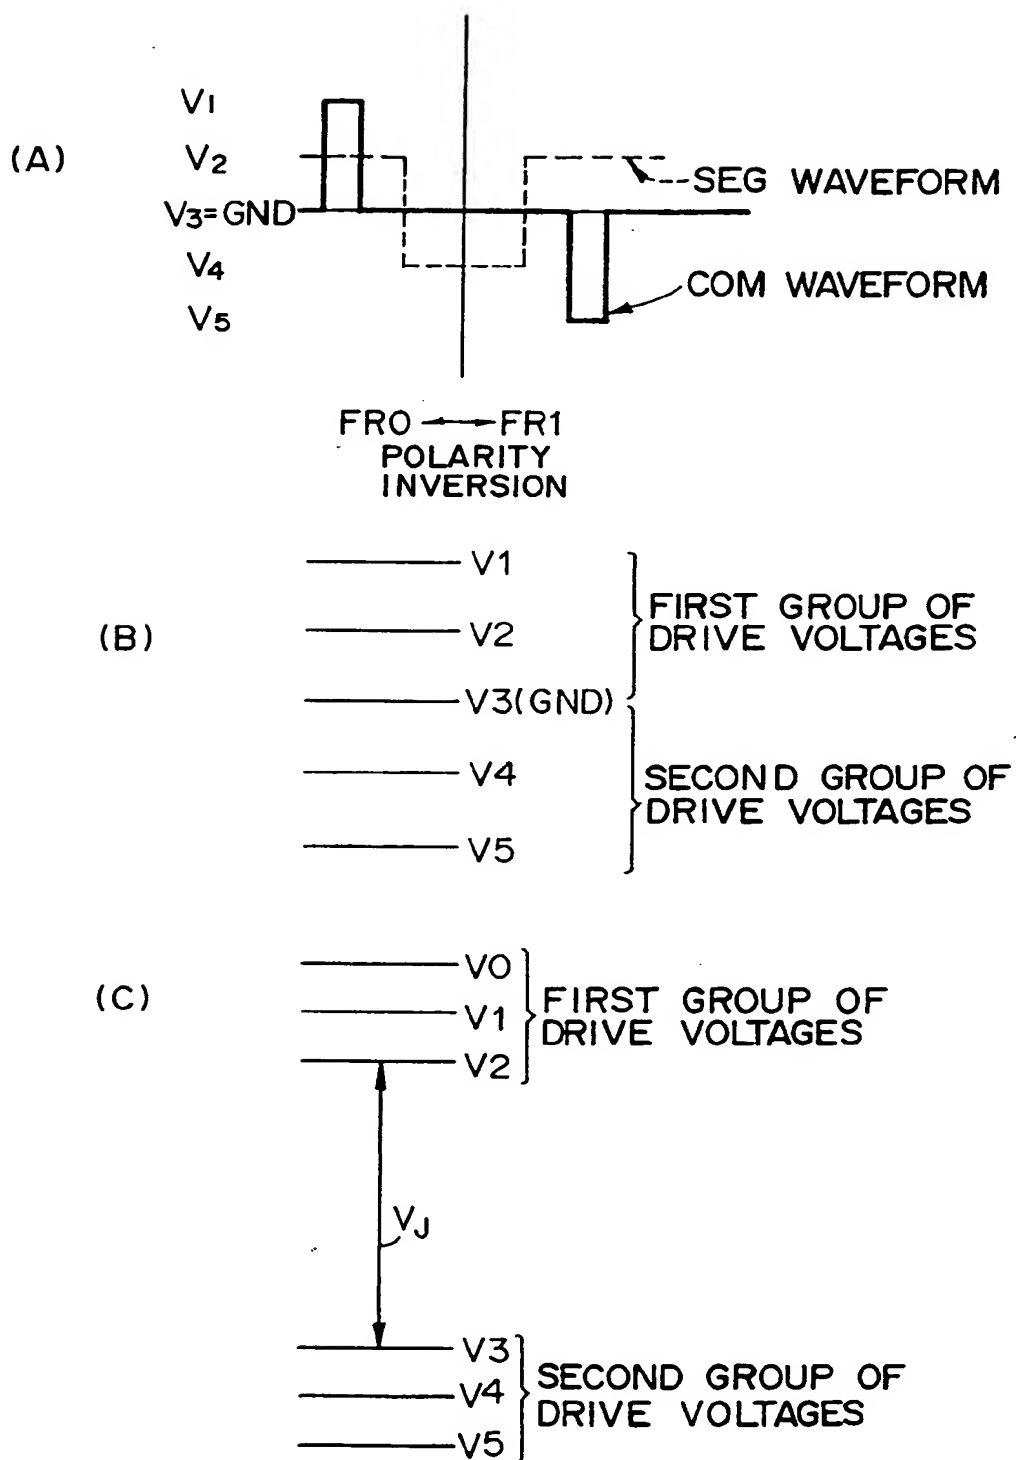 (A)
V1
V2
V3=GND
V4
V5
SEG WAVEFORM
COM WAVEFORM
FR0 FR1
POLARITY
INVERSION
(B)
V1
V2
V3(GND)
V4
V5
FIRST GROUP OF
DRIVE VOLTAGES
SECOND GROUP OF
DRIVE VOLTAGES
(C)
V0
V1
V2
FIRST GROUP OF
DRIVE VOLTAGES
VJ
V3
V4
V5
SECOND GROUP OF
DRIVE VOLTAGES